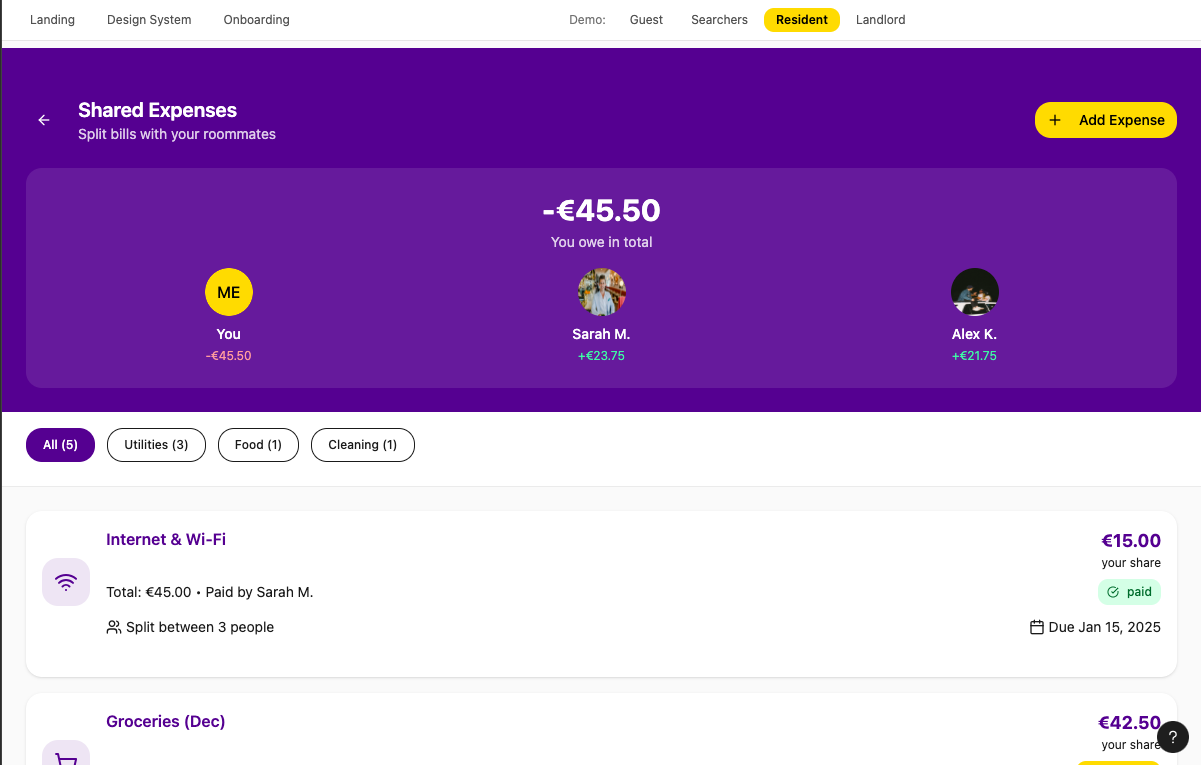 Landing Design System Onboarding Demo: Guest Searchers Resident Landlord
Shared Expenses
Split bills with your roommates
+ Add Expense
-€45.50
You owe in total
ME
You
-€45.50
Sarah M.
+€23.75
Alex K.
+€21.75
All (5) Utilities (3) Food (1) Cleaning (1)
Internet & Wi-Fi
€15.00
your share
Total: €45.00 • Paid by Sarah M.
paid
Split between 3 people
Due Jan 15, 2025
Groceries (Dec)
€42.50
your share
?